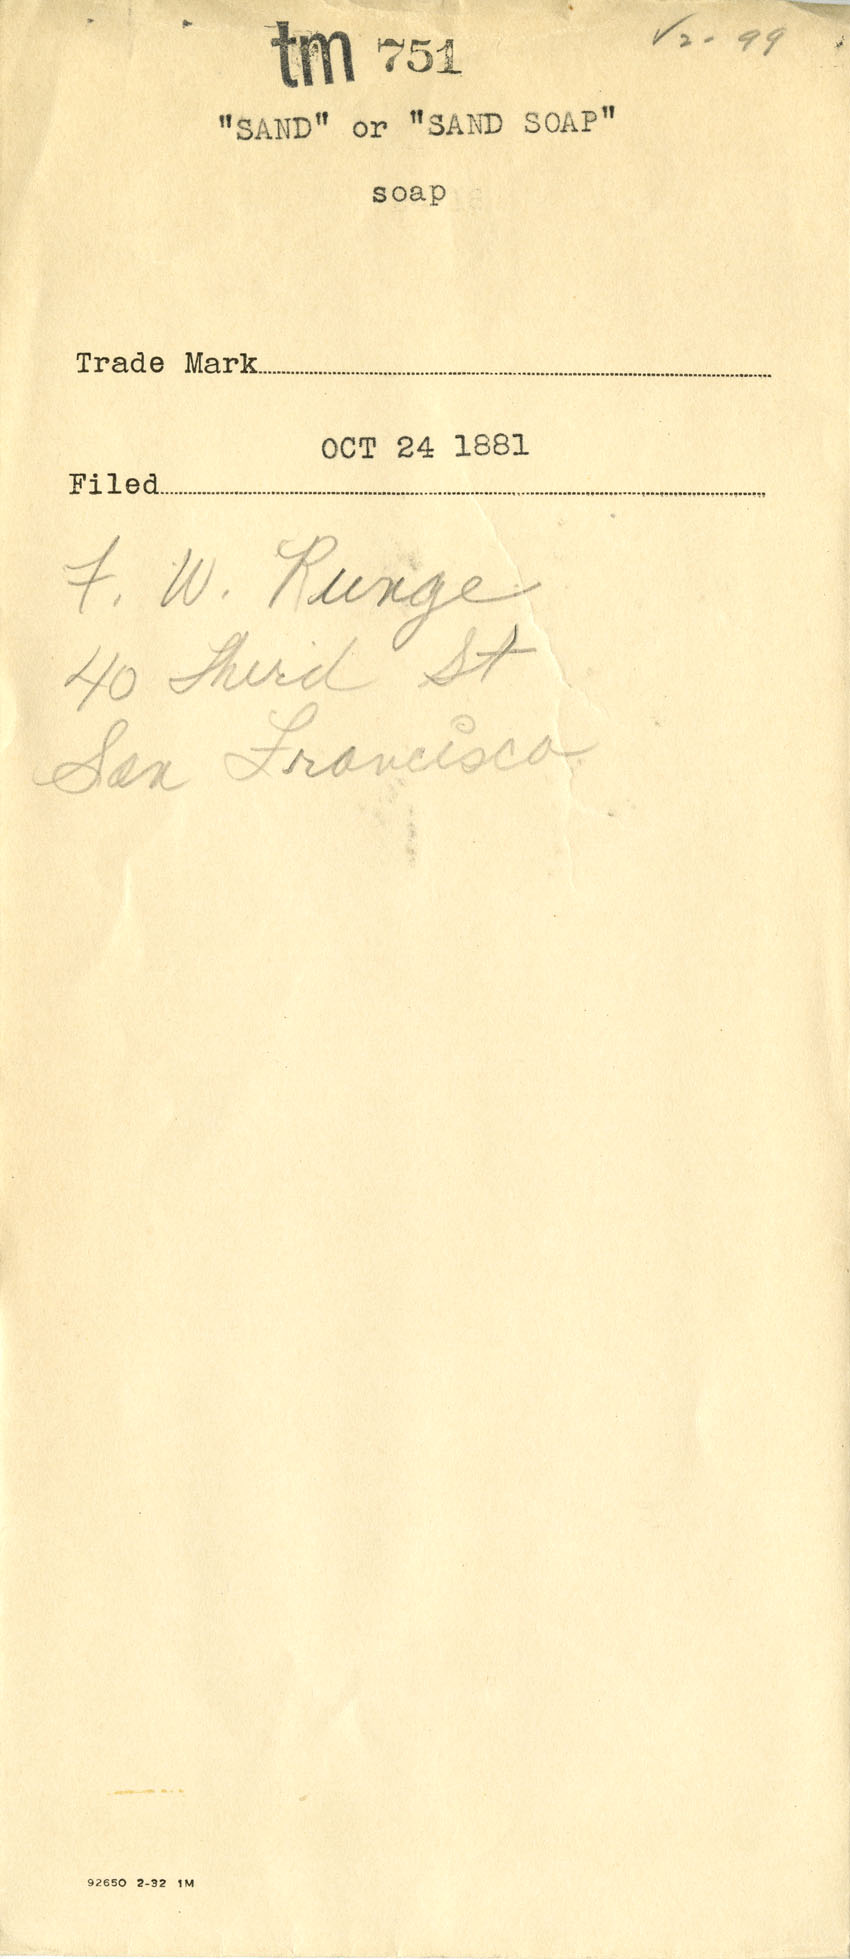 tm 751
√2-99
"SAND" or "SAND SOAP"
soap
Trade Mark
OCT 24 1881
Filed
F. W. Runge
40 Third St
San Francisco
92650 2-32 1M